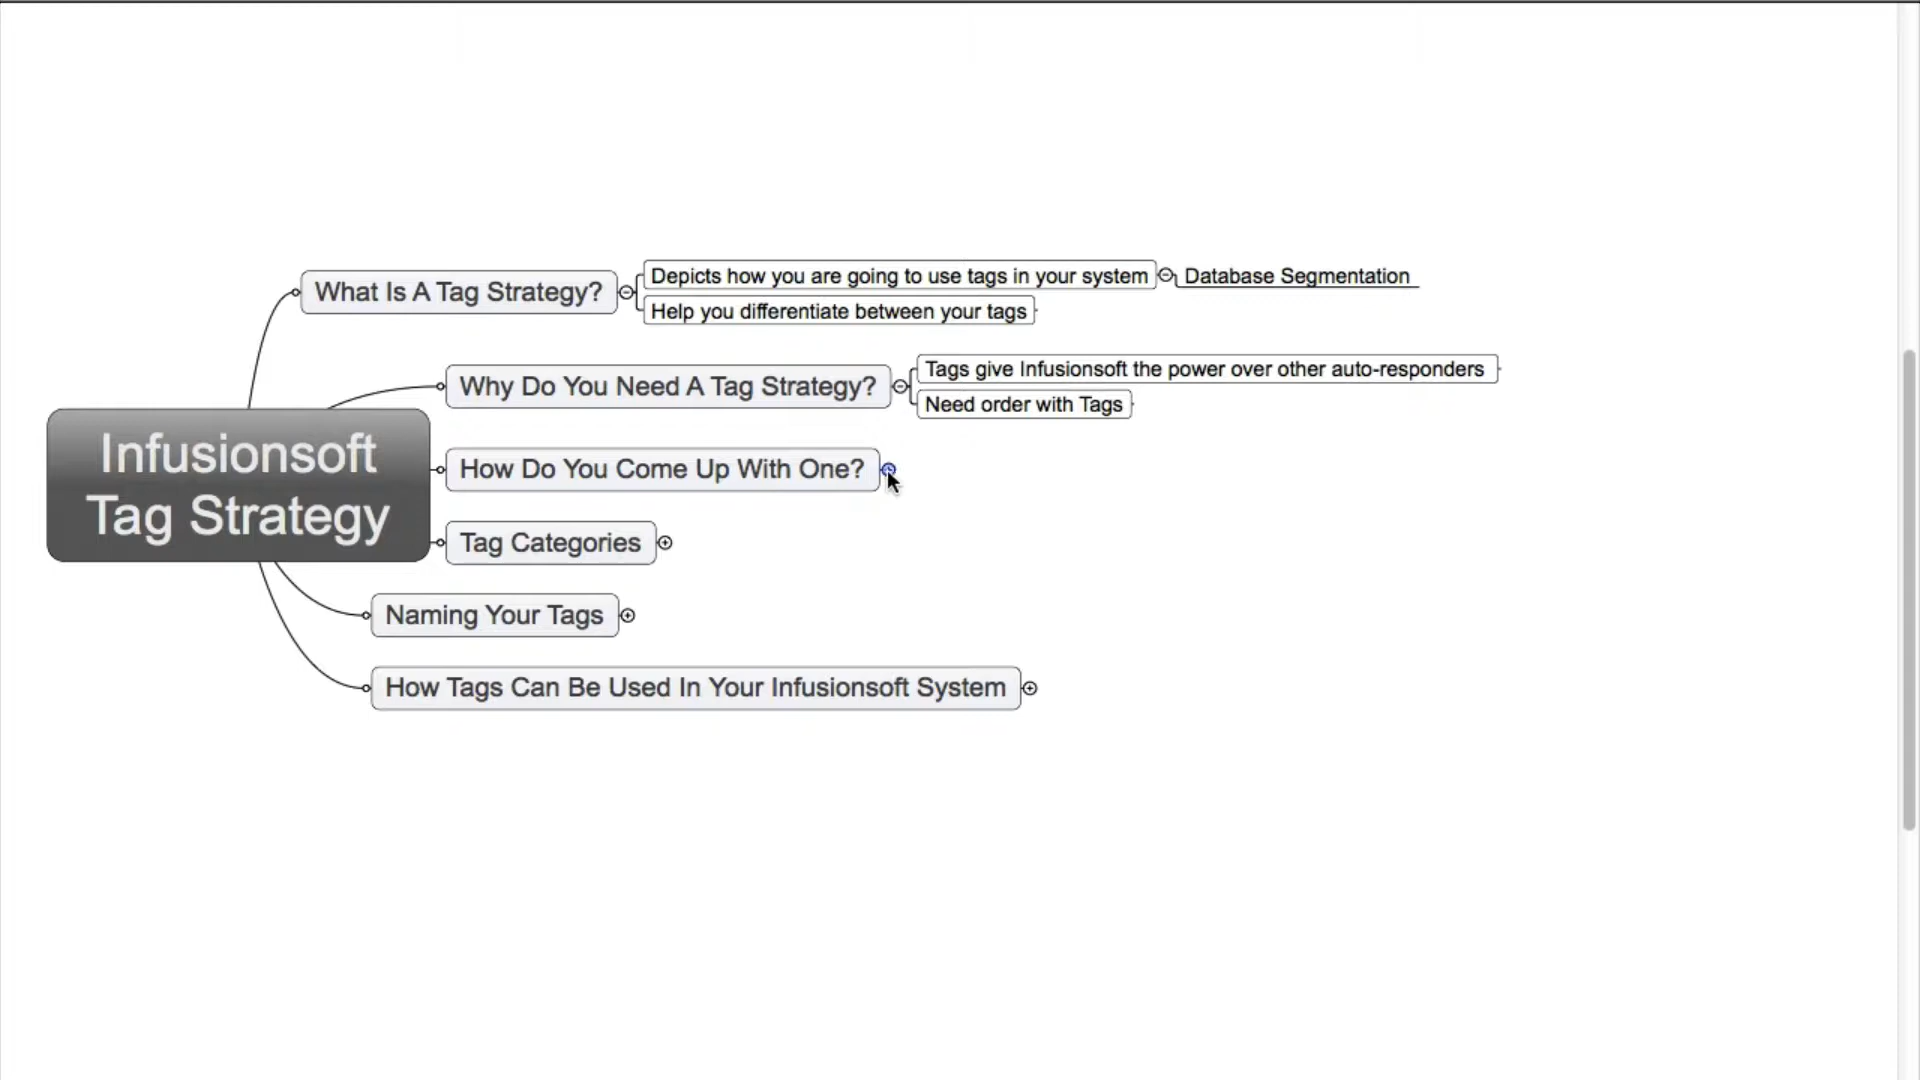 What Is A Tag Strategy?
Depicts how you are going to use tags in your system
Database Segmentation
Help you differentiate between your tags
Why Do You Need A Tag Strategy?
Tags give Infusionsoft the power over other auto-responders
Need order with Tags
Infusionsoft
Tag Strategy
How Do You Come Up With One?
Tag Categories
Naming Your Tags
How Tags Can Be Used In Your Infusionsoft System